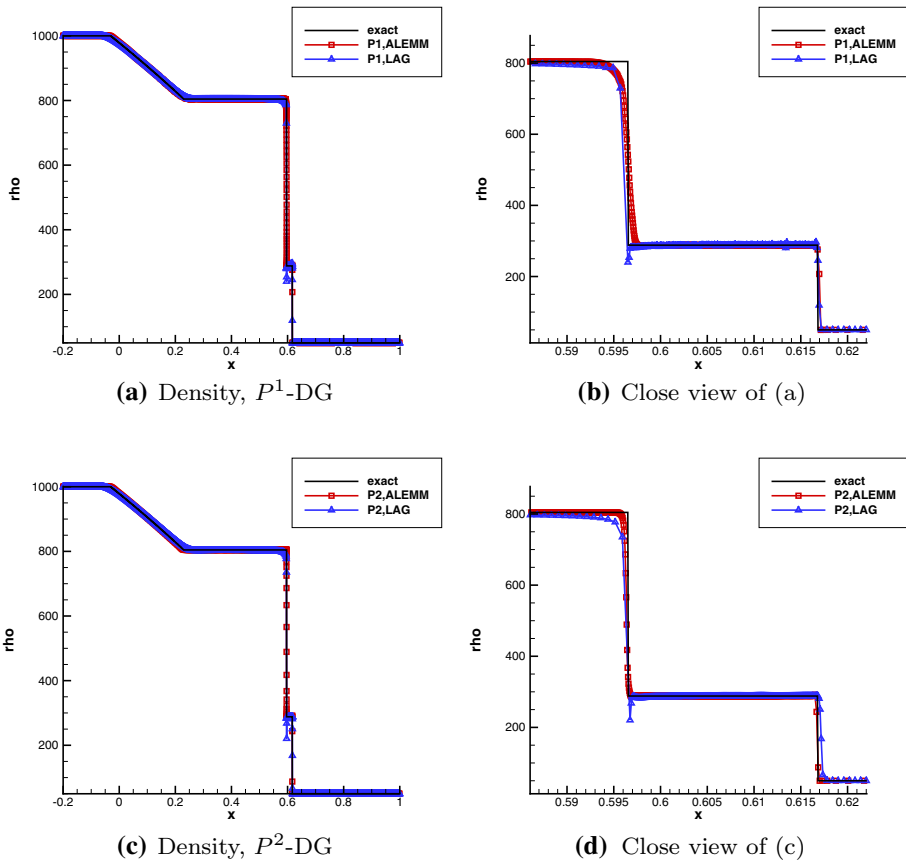 exact
P1,ALEMM
P1,LAG
1000
800
600
400
200
rho
-0.2 0 0.2 0.4 0.6 0.8 1
x
(a) Density, P¹-DG
exact
P1,ALEMM
P1,LAG
800
600
400
200
rho
0.59 0.595 0.6 0.605 0.61 0.615 0.62
x
(b) Close view of (a)
exact
P2,ALEMM
P2,LAG
1000
800
600
400
200
rho
-0.2 0 0.2 0.4 0.6 0.8 1
x
(c) Density, P²-DG
exact
P2,ALEMM
P2,LAG
800
600
400
200
rho
0.59 0.595 0.6 0.605 0.61 0.615 0.62
x
(d) Close view of (c)